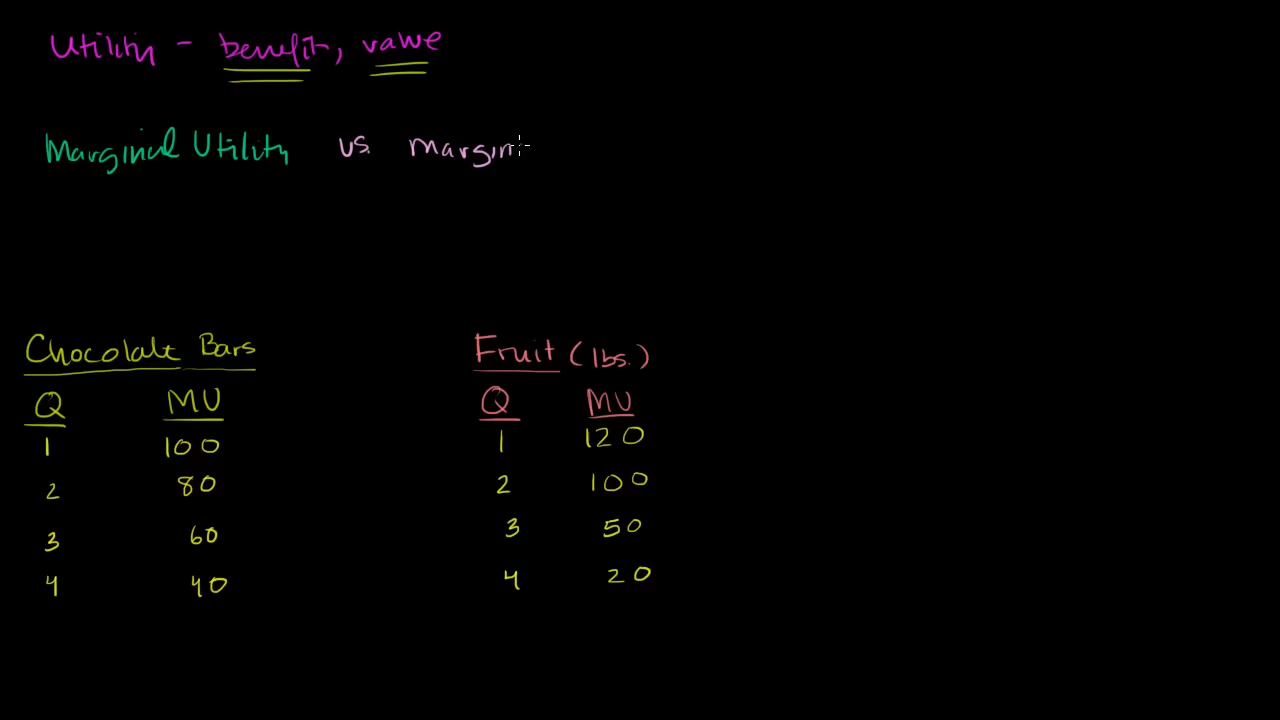 Utility - benefit, value
Marginal Utility vs. margin
Chocolate Bars Fruit (lbs.)
Q MU Q MU
1 100 1 120
2 80 2 100
3 60 3 50
4 40 4 20